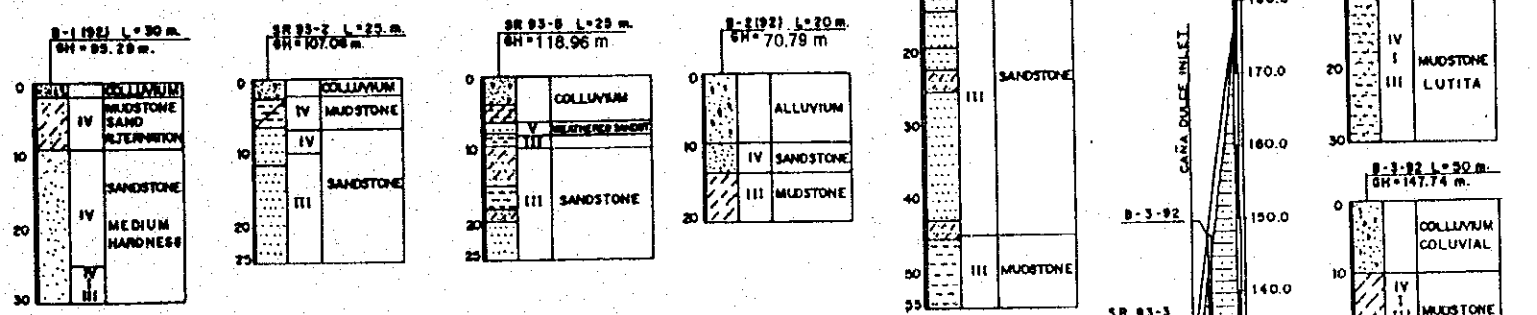 B-1 (92) L=30 m.
GH=95.29 m.
0
COLLUVIUM
IV
MUDSTONE
SAND
ALTERNATION
10
SANDSTONE
IV
MEDIUM
HARDNESS
20
IV
III
30
SR 93-2 L=25 m.
GH=107.06 m.
0
COLLUVIUM
IV
MUDSTONE
IV
10
SANDSTONE
III
20
25
L=25 m.
GH=118.96 m
0
COLLUVIUM
V
WEATHERED SANDST
III
10
III
SANDSTONE
20
25
B-2(92) L=20 m.
GH=70.79 m
0
ALLUVIUM
10
IV
SANDSTONE
III
MUDSTONE
20
20
SANDSTONE
III
30
40
III
MUDSTONE
50
55
CAÑA DULCE INLET
170.0
160.0
B-3-92
150.0
140.0
SR 93-3
IV
I
III
MUDSTONE
LUTITA
20
30
B-3-92 L=50 m.
GH=147.74 m.
0
COLLUVIUM
COLUVIAL
10
IV
I
III
MUDSTONE